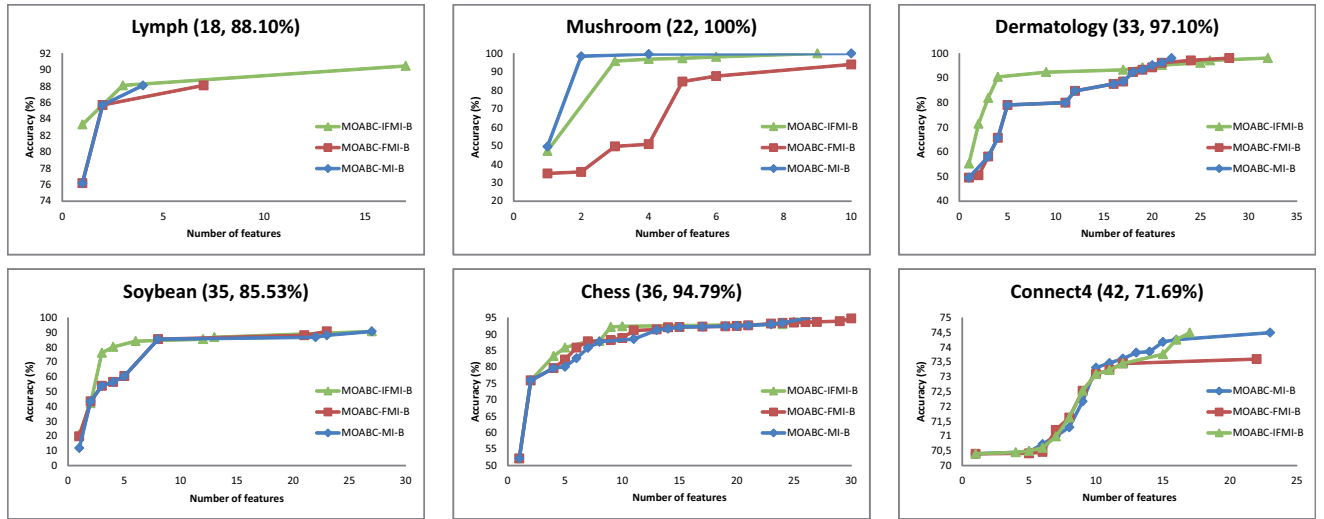 Lymph (18, 88.10%)
92
90
88
86
84
82
80
78
76
74
Accuracy (%)
0
5
10
15
Number of features
MOABC-IFMI-B
MOABC-FMI-B
MOABC-MI-B
Mushroom (22, 100%)
100
90
80
70
60
50
40
30
20
Accuracy (%)
0
2
4
6
8
10
Number of features
MOABC-IFMI-B
MOABC-FMI-B
MOABC-MI-B
Dermatology (33, 97.10%)
100
90
80
70
60
50
40
Accuracy (%)
0
5
10
15
20
25
30
35
Number of features
MOABC-IFMI-B
MOABC-FMI-B
MOABC-MI-B
Soybean (35, 85.53%)
100
90
80
70
60
50
40
30
20
10
0
Accuracy (%)
0
5
10
15
20
25
30
Number of features
MOABC-IFMI-B
MOABC-FMI-B
MOABC-MI-B
Chess (36, 94.79%)
95
90
85
80
75
70
65
60
55
50
Accuracy (%)
0
5
10
15
20
25
30
Number of features
MOABC-IFMI-B
MOABC-FMI-B
MOABC-MI-B
Connect4 (42, 71.69%)
75
74,5
74
73,5
73
72,5
72
71,5
71
70,5
70
Accuracy (%)
0
5
10
15
20
25
Number of features
MOABC-MI-B
MOABC-FMI-B
MOABC-IFMI-B